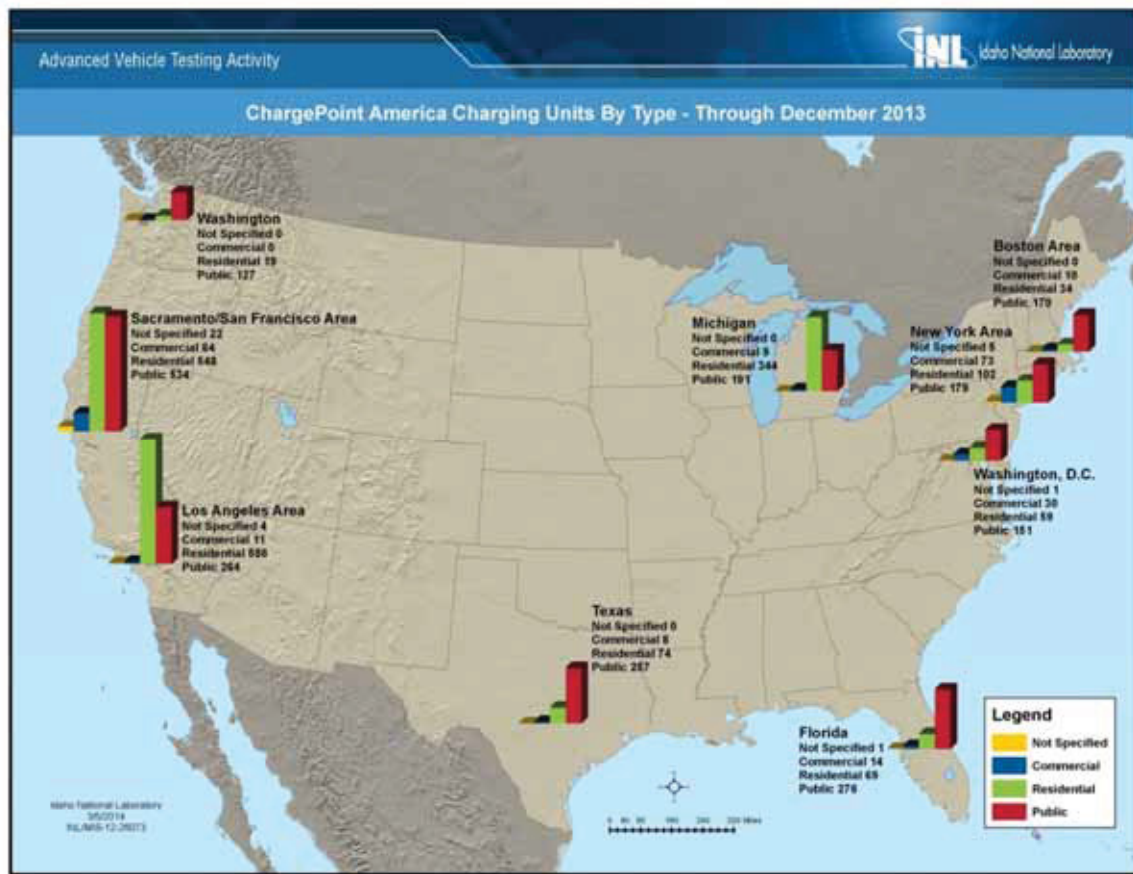 Advanced Vehicle Testing Activity
INL Idaho National Laboratory
ChargePoint America Charging Units By Type - Through December 2013
Washington
Not Specified 0
Commercial 0
Residential 19
Public 127
Sacramento/San Francisco Area
Not Specified 22
Commercial 84
Residential 548
Public 534
Los Angeles Area
Not Specified 4
Commercial 11
Residential
Public 264
Michigan
Not Specified 0
Commercial 9
Residential 344
Public 191
Boston Area
Not Specified 0
Commercial 10
Residential 34
Public 170
New York Area
Not Specified
Commercial 73
Residential 102
Public 179
Washington, D.C.
Not Specified 1
Commercial 30
Residential 59
Public 151
Texas
Not Specified 0
Commercial
Residential 74
Public 257
Florida
Not Specified 1
Commercial 14
Residential 69
Public 276
Legend
Not Specified
Commercial
Residential
Public
Idaho National Laboratory
3/5/2014
Miles